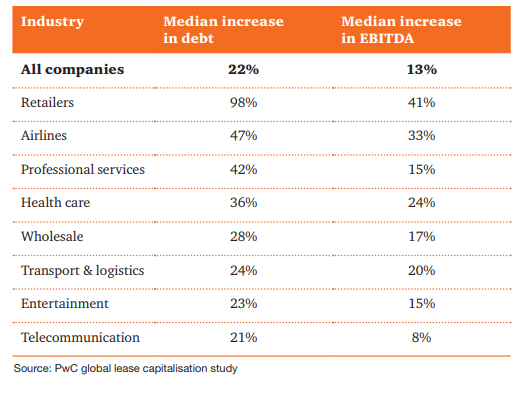 Industry Median increase in debt Median increase in EBITDA
All companies 22% 13%
Retailers 98% 41%
Airlines 47% 33%
Professional services 42% 15%
Health care 36% 24%
Wholesale 28% 17%
Transport & logistics 24% 20%
Entertainment 23% 15%
Telecommunication 21% 8%
Source: PwC global lease capitalisation study